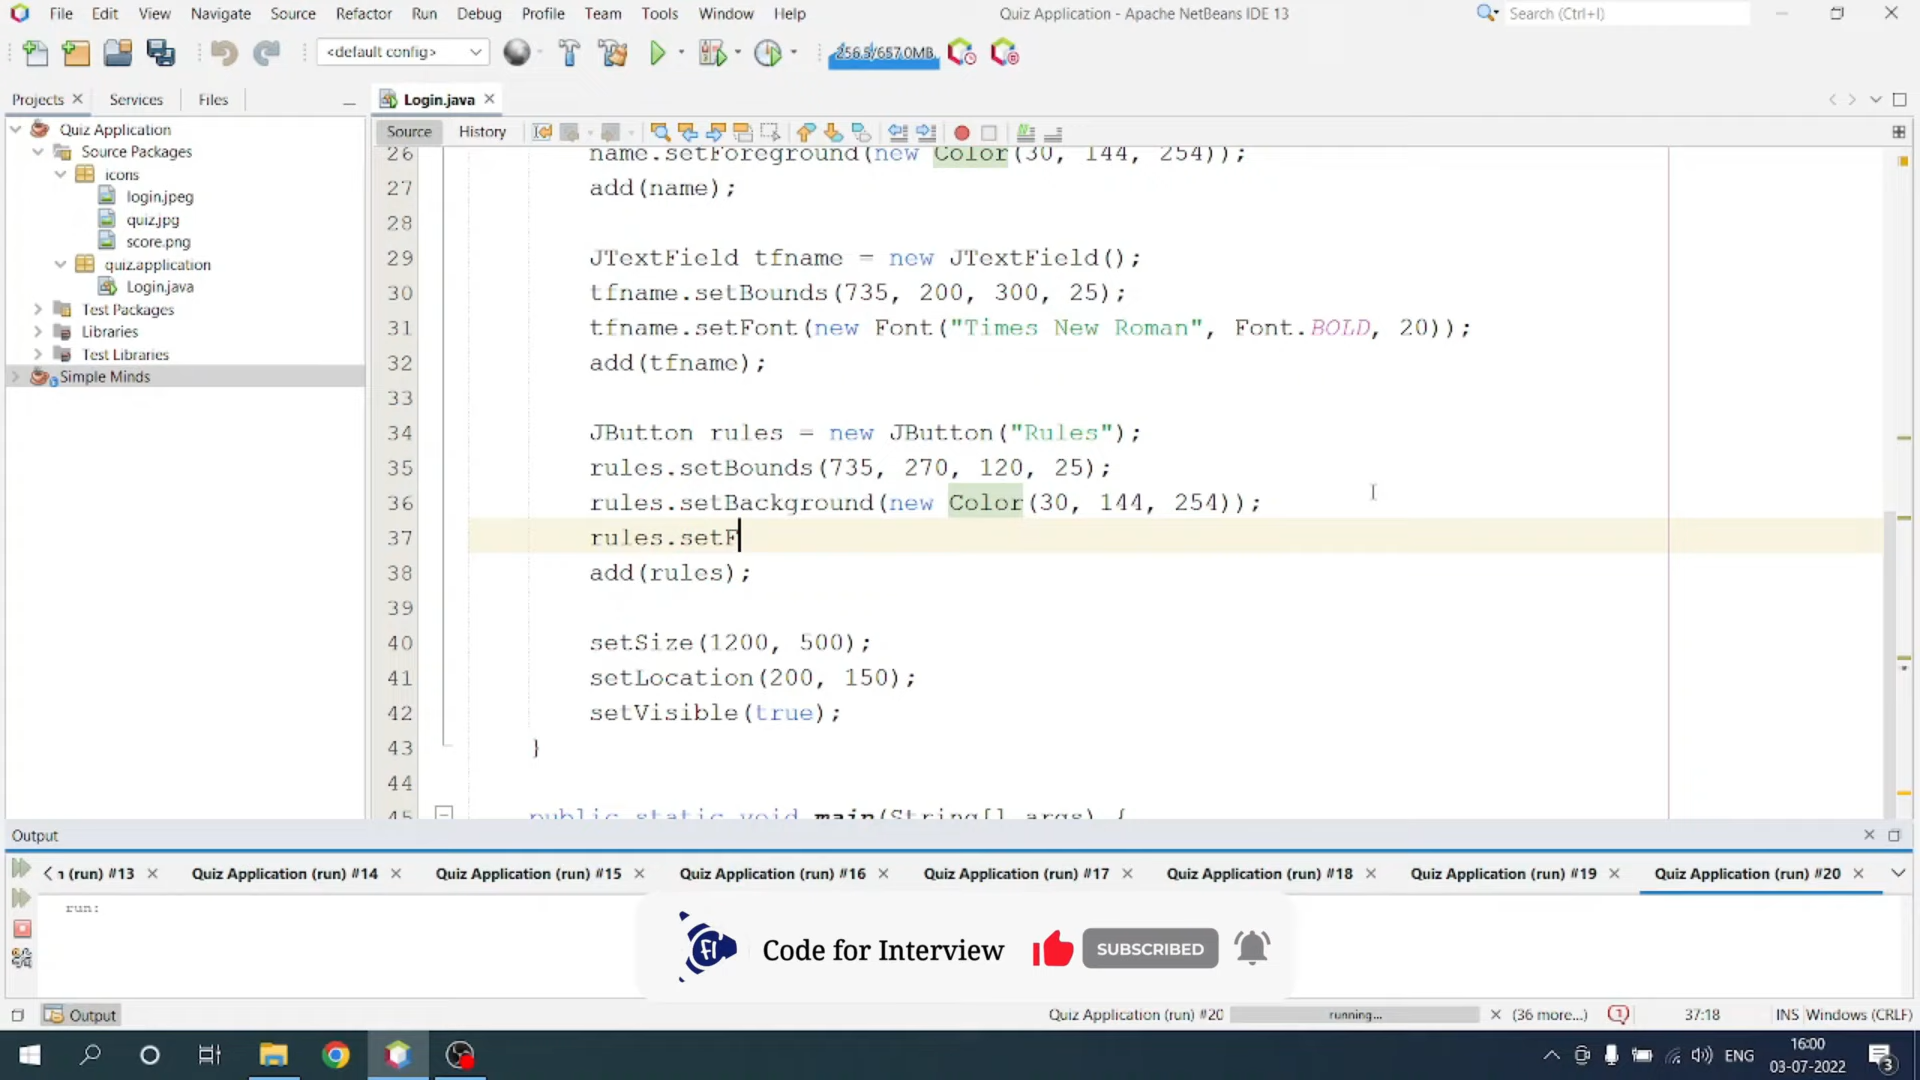 File Edit View Navigate Source Refactor Run Debug Profile Team Tools Window Help
Quiz Application - Apache NetBeans IDE 13
Search (Ctrl+I)
<default config>
256.5/657.0MB
Projects Services Files
Login.java
Source History
Quiz Application
Source Packages
icons
login.jpeg
quiz.jpg
score.png
quiz.application
Login.java
Test Packages
Libraries
Test Libraries
Simple Minds
26 name.setForeground(new Color(30, 144, 254));
27 add(name);
28
29 JTextField tfname = new JTextField();
30 tfname.setBounds(735, 200, 300, 25);
31 tfname.setFont(new Font("Times New Roman", Font.BOLD, 20));
32 add(tfname);
33
34 JButton rules = new JButton("Rules");
35 rules.setBounds(735, 270, 120, 25);
36 rules.setBackground(new Color(30, 144, 254));
37 rules.setF
38 add(rules);
39
40 setSize(1200, 500);
41 setLocation(200, 150);
42 setVisible(true);
43 }
44
45 public static void main(String[] args) {
Output
(run) #13 Quiz Application (run) #14 Quiz Application (run) #15 Quiz Application (run) #16 Quiz Application (run) #17 Quiz Application (run) #18 Quiz Application (run) #19 Quiz Application (run) #20
run:
Code for Interview SUBSCRIBED
Output
Quiz Application (run) #20 running... (36 more...) 1 37:18 INS Windows (CRLF)
ENG
16:00
03-07-2022
3